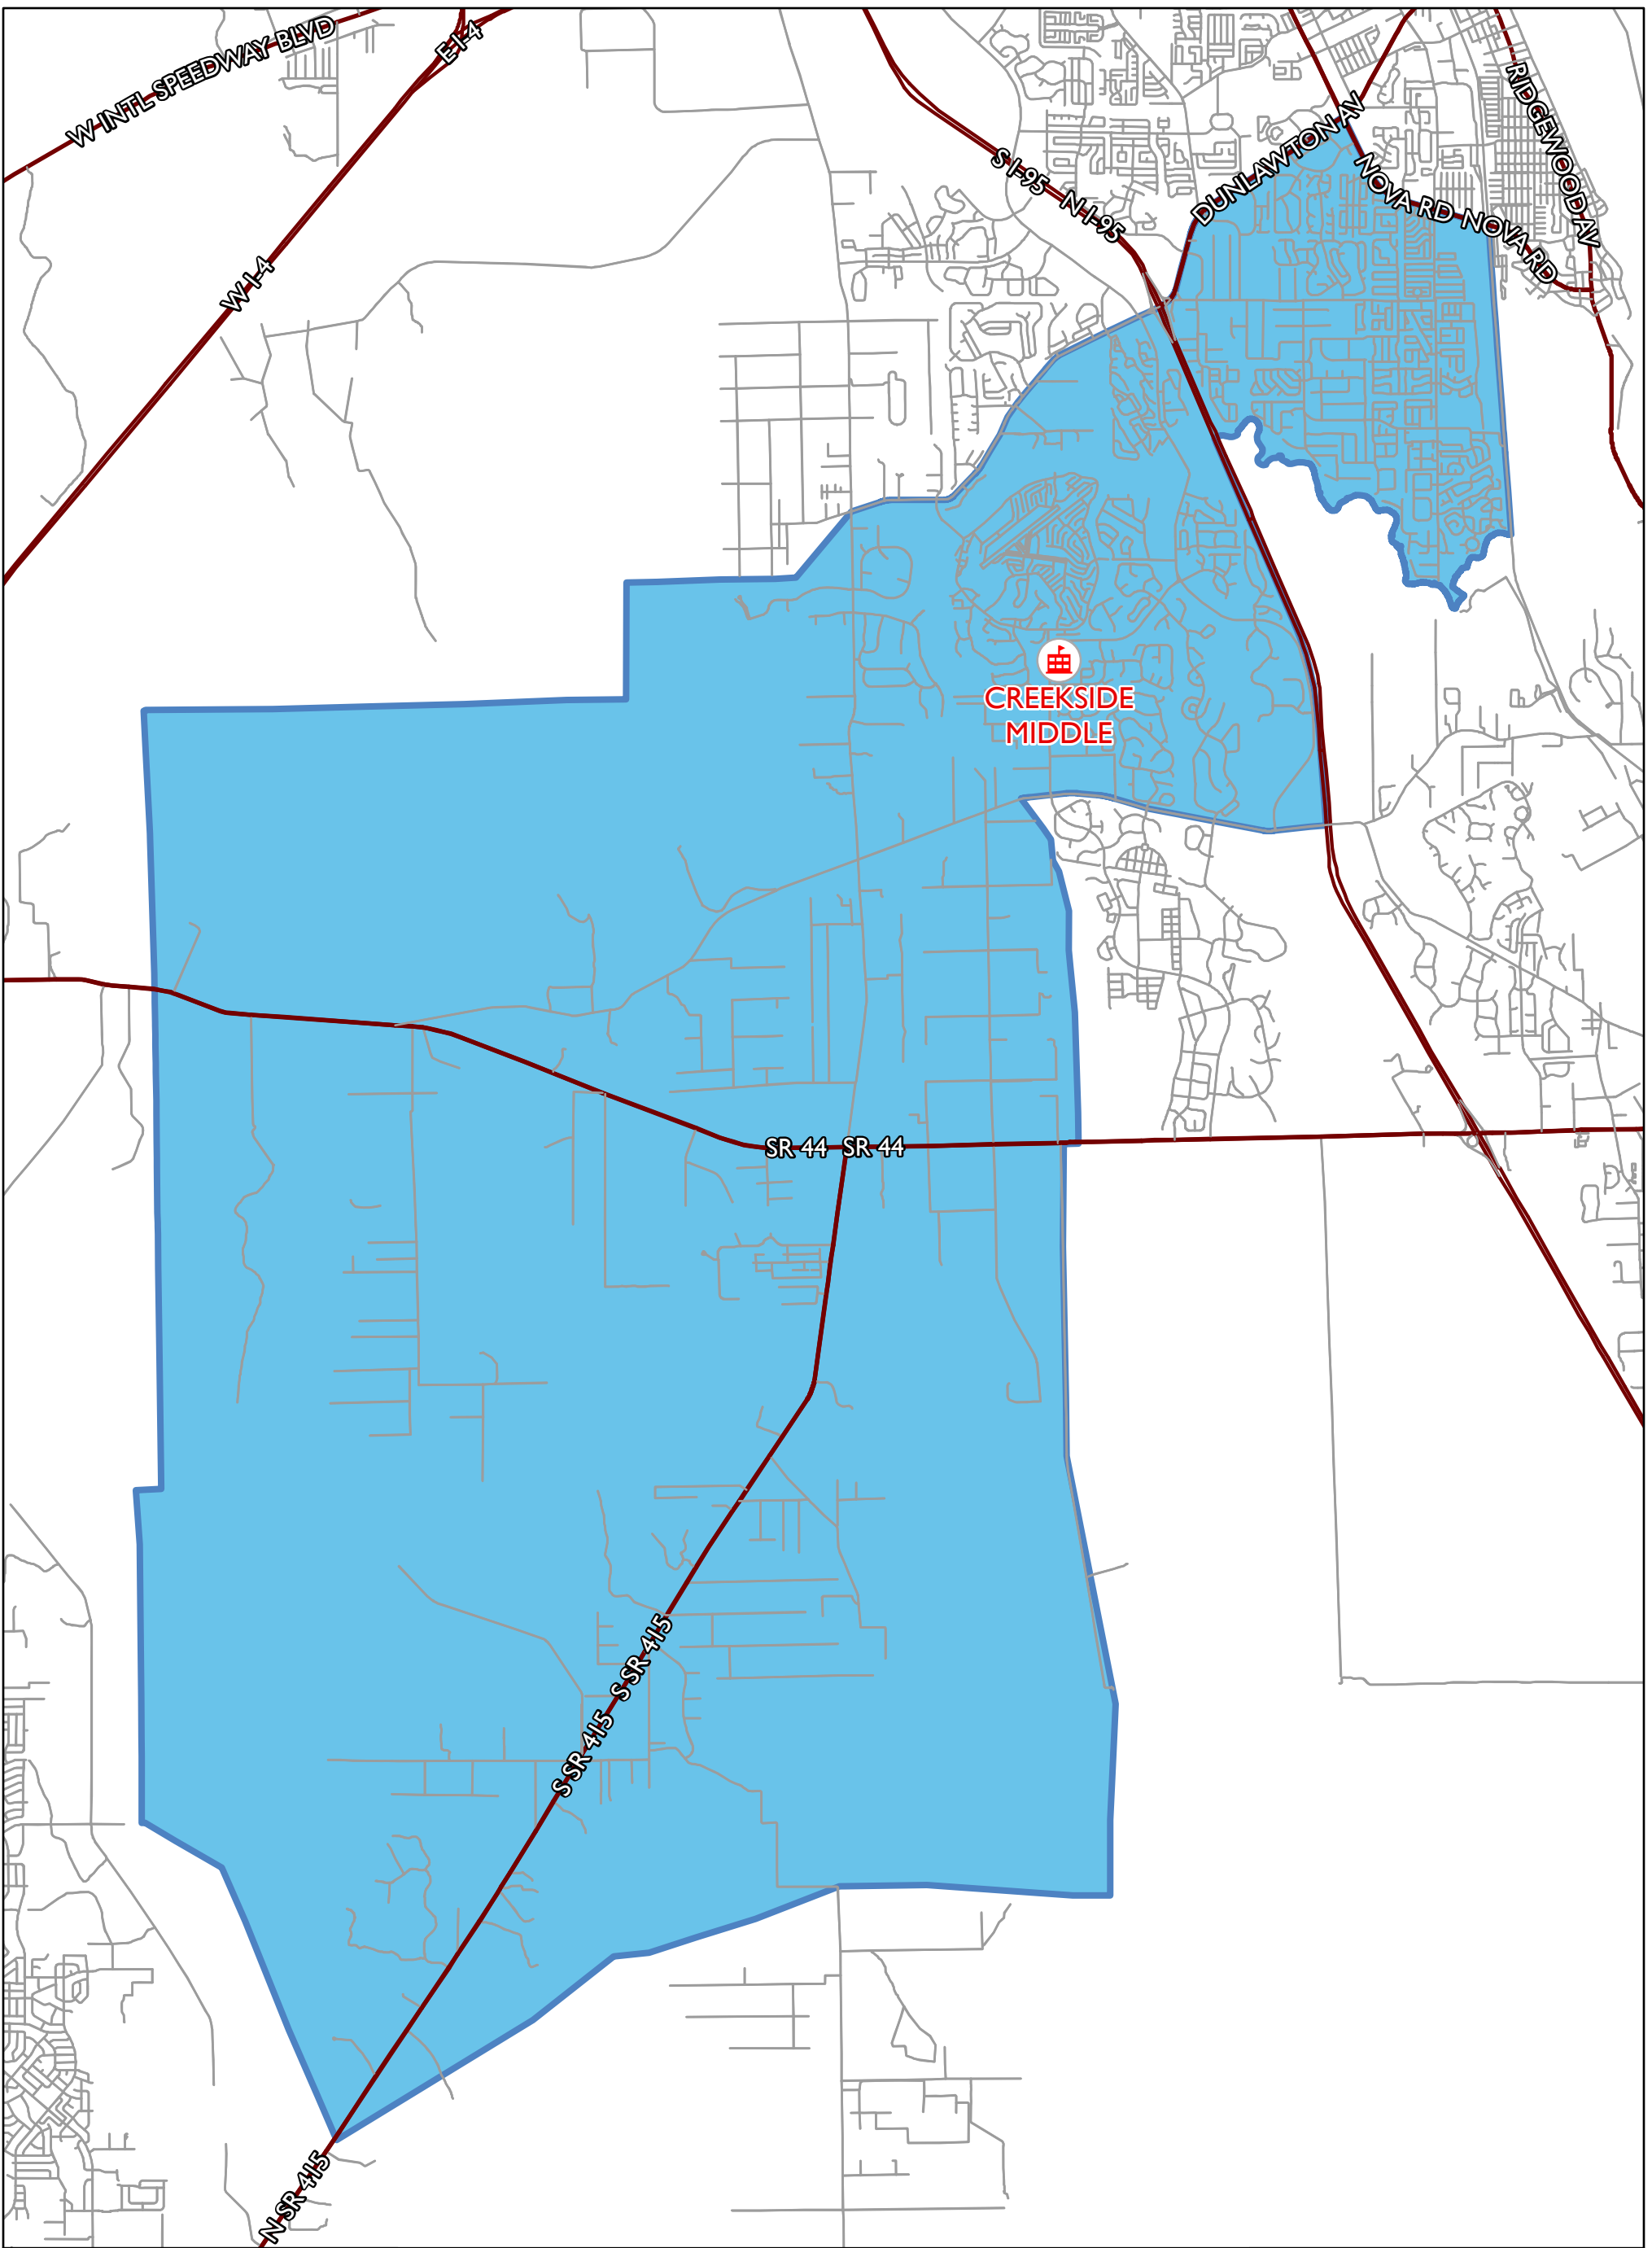 W INTL SPEEDWAY BLVD
E I-4
RIDGEWOOD AV
DUNLAWTON AV
S I-95
N I-95
NOVA RD
NOVA RD
W I-4
CREEKSIDE
MIDDLE
SR 44
SR 44
S SR 415
S SR 415
N SR 415